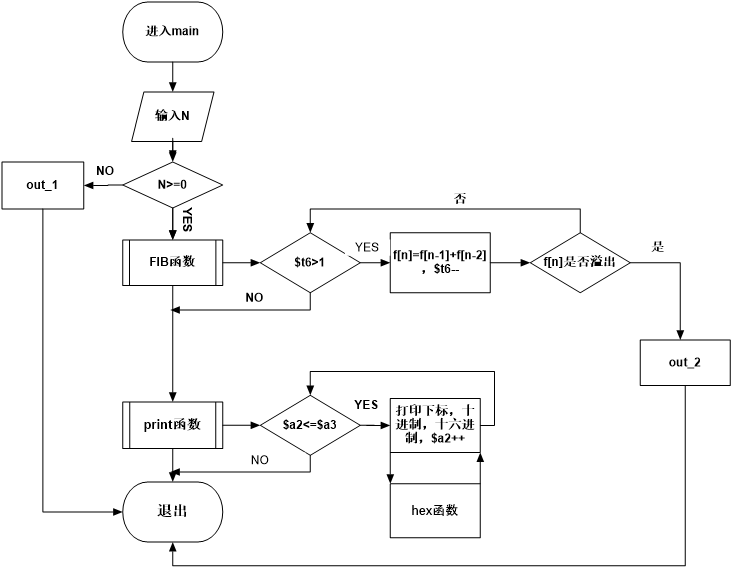 进入main
输入N
N>=0
NO
out_1
YES
FIB函数
$t6>1
YES
f[n]=f[n-1]+f[n-2]
，$t6--
否
f[n]是否溢出
是
out_2
NO
print函数
$a2<=$a3
YES
打印下标，十
进制，十六进
制，$a2++
NO
hex函数
退出